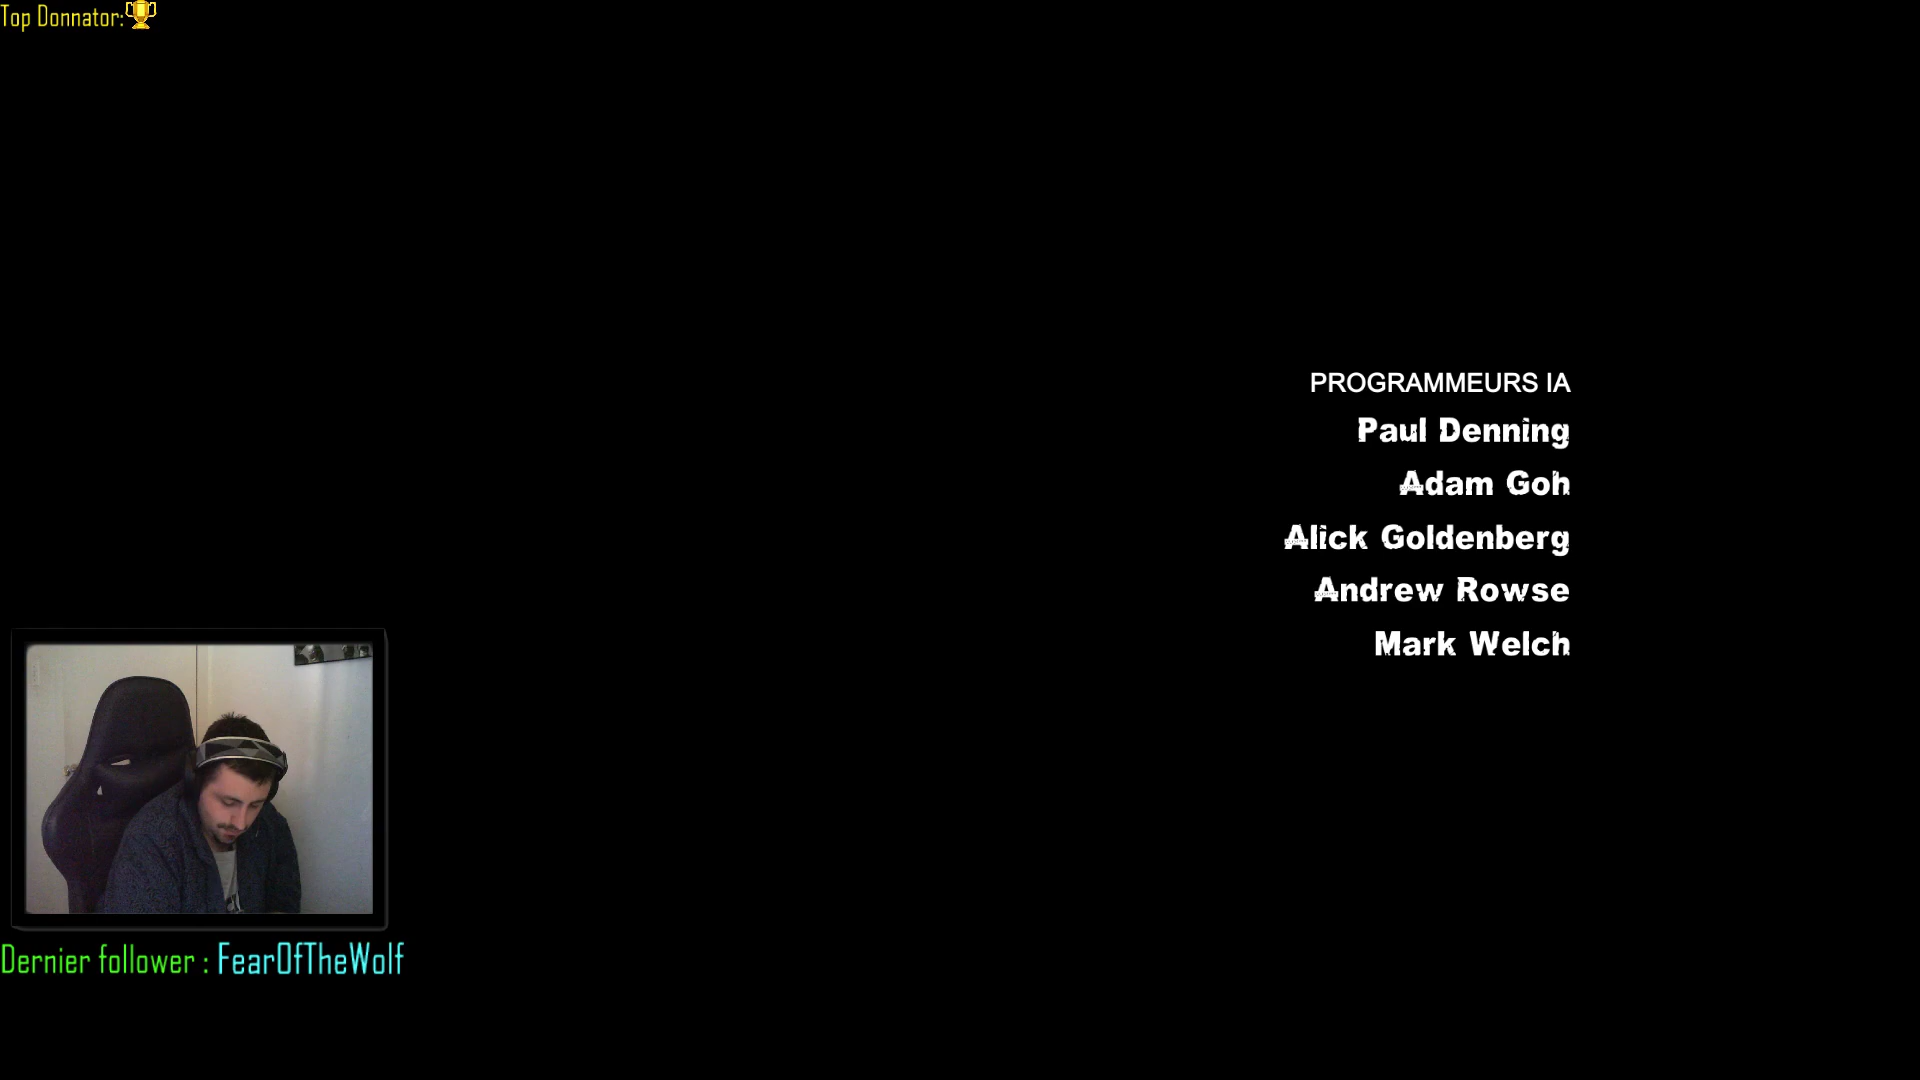 Top Donnator:
PROGRAMMEURS IA
Paul Denning
Adam Goh
Alick Goldenberg
Andrew Rowse
Mark Welch
Dernier follower : FearOfTheWolf